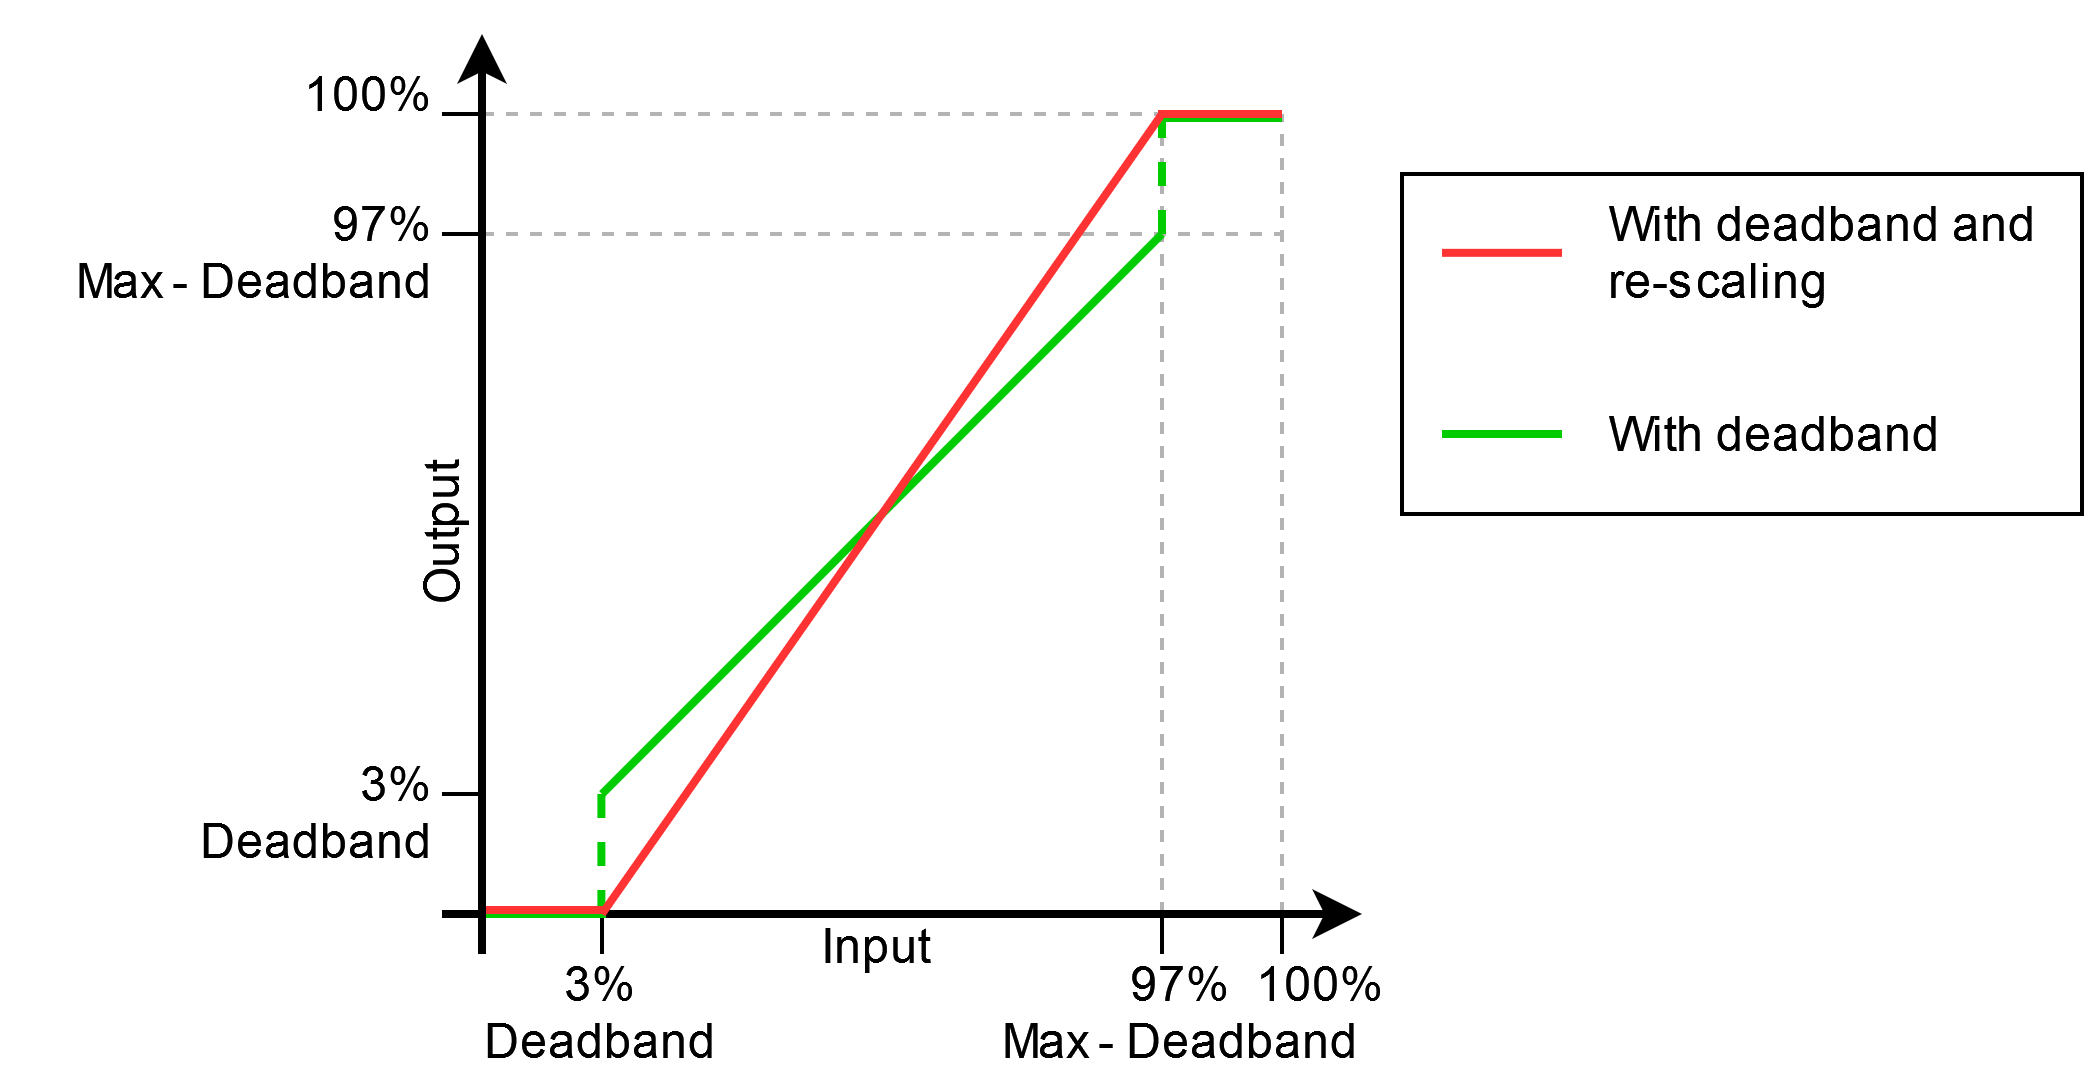 100%
97%
Max - Deadband
Output
3%
Deadband
Input
3%
Deadband
97%
Max - Deadband
100%
With deadband and
re-scaling
With deadband